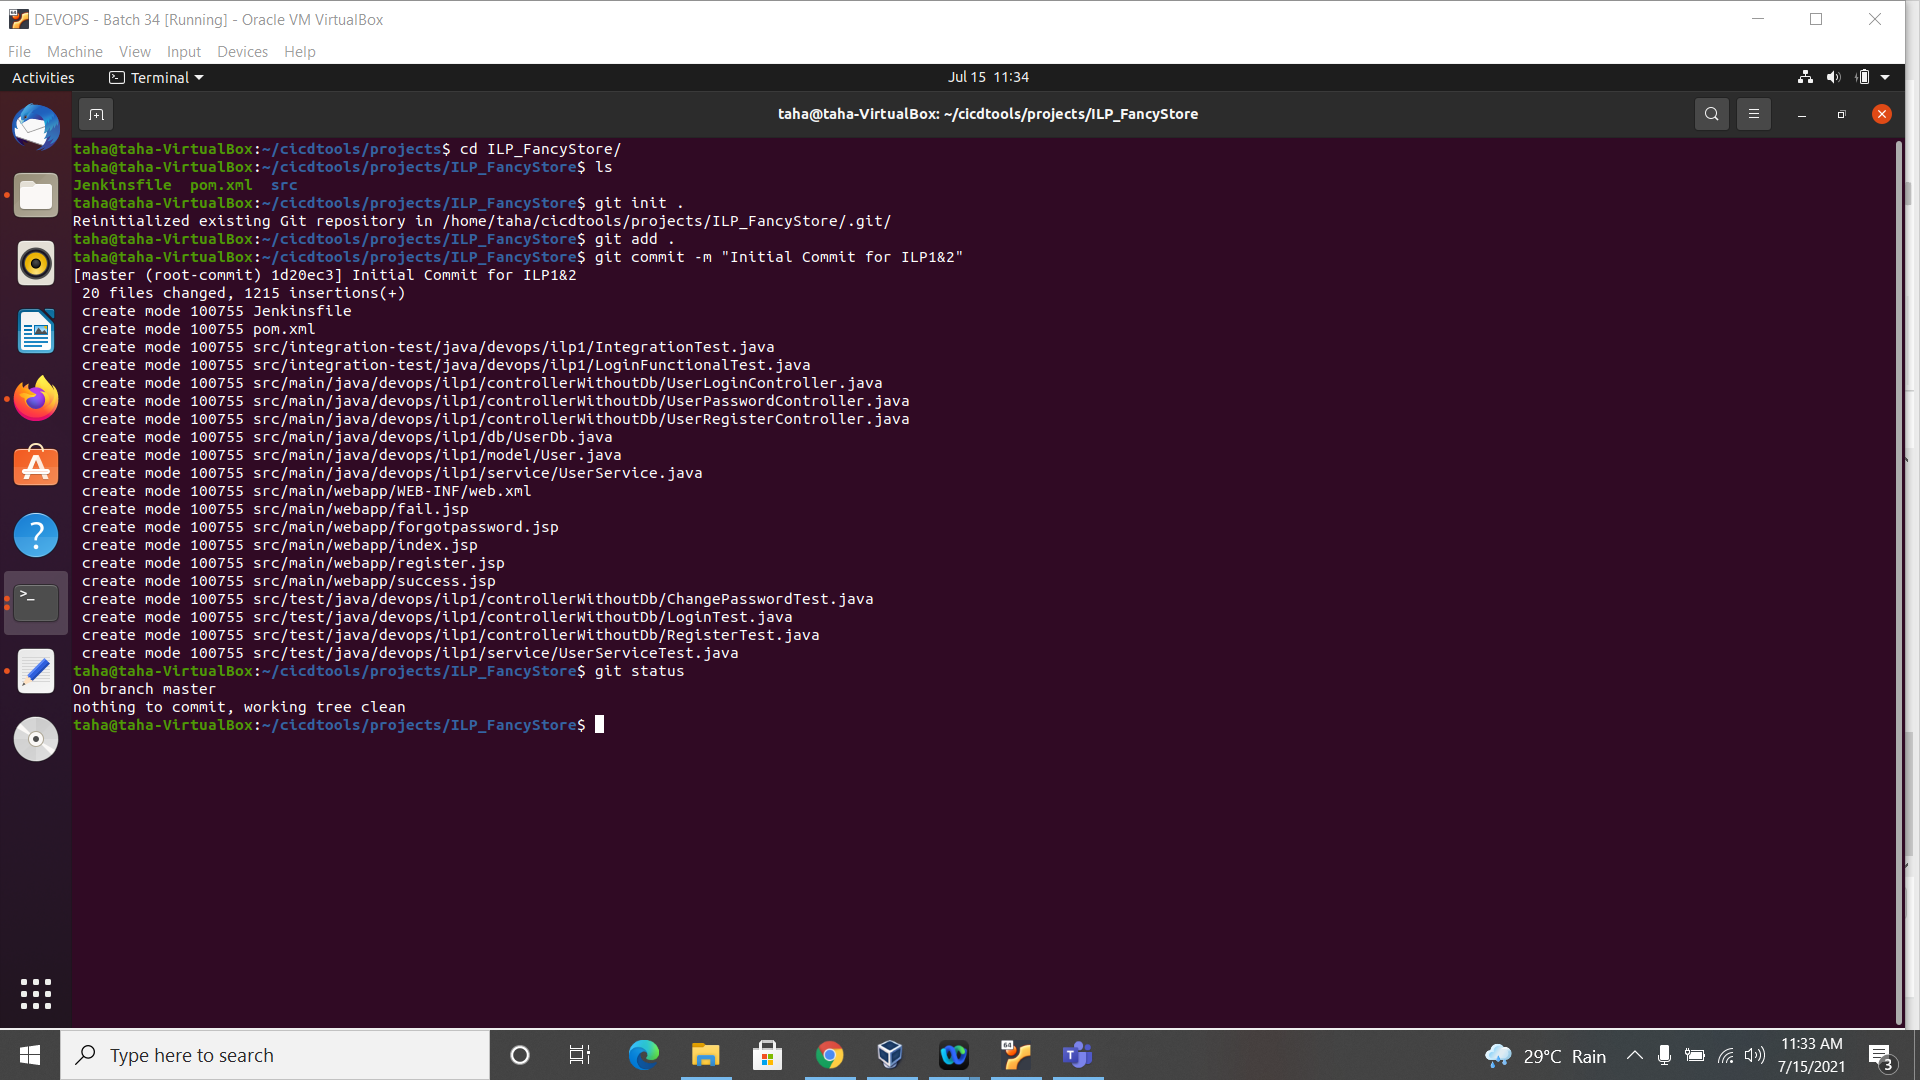 DEVOPS - Batch 34 [Running] - Oracle VM VirtualBox
File Machine View Input Devices Help
Activities Terminal Jul 15 11:34
taha@taha-VirtualBox: ~/cicdtools/projects/ILP_FancyStore
taha@taha-VirtualBox:~/cicdtools/projects$ cd ILP_FancyStore/
taha@taha-VirtualBox:~/cicdtools/projects/ILP_FancyStore$ ls
Jenkinsfile pom.xml src
taha@taha-VirtualBox:~/cicdtools/projects/ILP_FancyStore$ git init .
Reinitialized existing Git repository in /home/taha/cicdtools/projects/ILP_FancyStore/.git/
taha@taha-VirtualBox:~/cicdtools/projects/ILP_FancyStore$ git add .
taha@taha-VirtualBox:~/cicdtools/projects/ILP_FancyStore$ git commit -m "Initial Commit for ILP1&2"
[master (root-commit) 1d20ec3] Initial Commit for ILP1&2
20 files changed, 1215 insertions(+)
create mode 100755 Jenkinsfile
create mode 100755 pom.xml
create mode 100755 src/integration-test/java/devops/ilp1/IntegrationTest.java
create mode 100755 src/integration-test/java/devops/ilp1/LoginFunctionalTest.java
create mode 100755 src/main/java/devops/ilp1/controllerWithoutDb/UserLoginController.java
create mode 100755 src/main/java/devops/ilp1/controllerWithoutDb/UserPasswordController.java
create mode 100755 src/main/java/devops/ilp1/controllerWithoutDb/UserRegisterController.java
create mode 100755 src/main/java/devops/ilp1/db/UserDb.java
create mode 100755 src/main/java/devops/ilp1/model/User.java
create mode 100755 src/main/java/devops/ilp1/service/UserService.java
create mode 100755 src/main/webapp/WEB-INF/web.xml
create mode 100755 src/main/webapp/fail.jsp
create mode 100755 src/main/webapp/forgotpassword.jsp
create mode 100755 src/main/webapp/index.jsp
create mode 100755 src/main/webapp/register.jsp
create mode 100755 src/main/webapp/success.jsp
create mode 100755 src/test/java/devops/ilp1/controllerWithoutDb/ChangePasswordTest.java
create mode 100755 src/test/java/devops/ilp1/controllerWithoutDb/LoginTest.java
create mode 100755 src/test/java/devops/ilp1/controllerWithoutDb/RegisterTest.java
create mode 100755 src/test/java/devops/ilp1/service/UserServiceTest.java
taha@taha-VirtualBox:~/cicdtools/projects/ILP_FancyStore$ git status
On branch master
nothing to commit, working tree clean
taha@taha-VirtualBox:~/cicdtools/projects/ILP_FancyStore$
Type here to search
29°C Rain
11:33 AM
7/15/2021
3